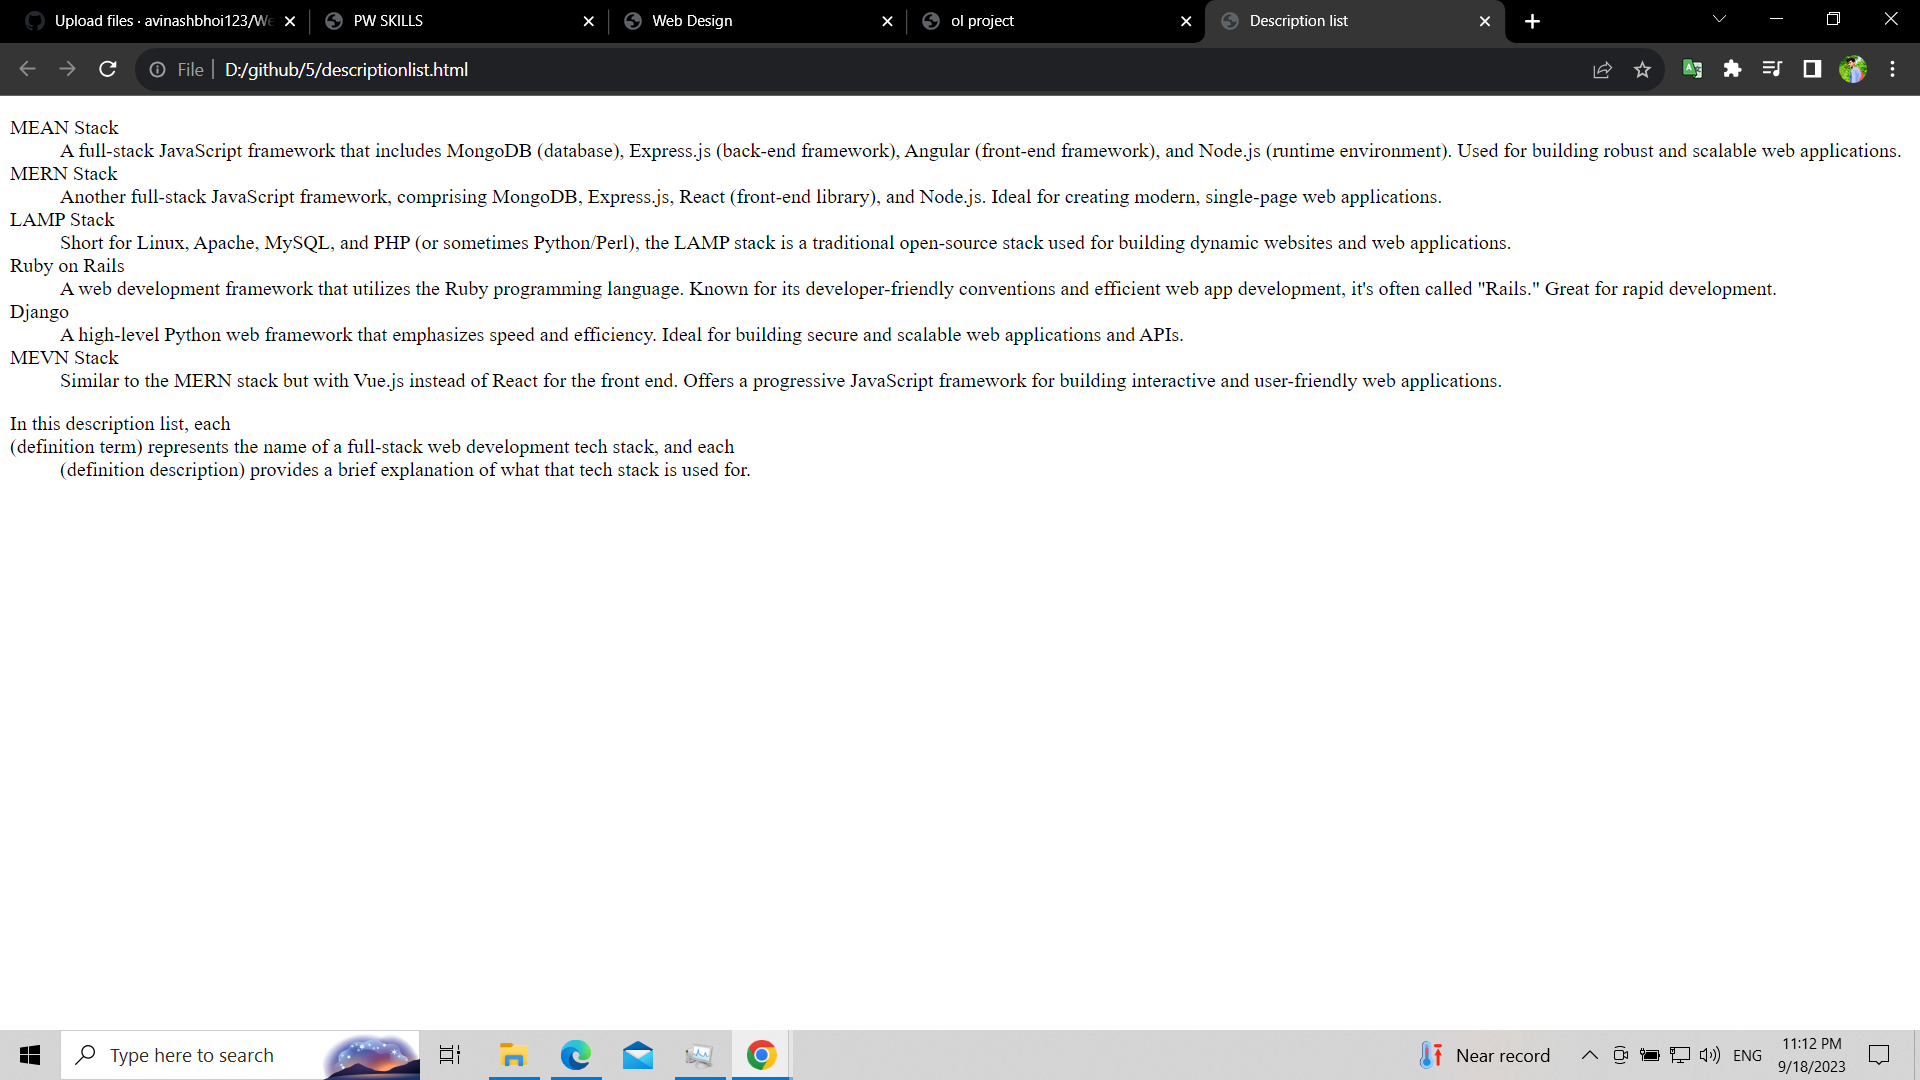 Upload files · avinashbhoi123/We
PW SKILLS
Web Design
ol project
Description list
File
D:/github/5/descriptionlist.html
MEAN Stack
A full-stack JavaScript framework that includes MongoDB (database), Express.js (back-end framework), Angular (front-end framework), and Node.js (runtime environment). Used for building robust and scalable web applications.
MERN Stack
Another full-stack JavaScript framework, comprising MongoDB, Express.js, React (front-end library), and Node.js. Ideal for creating modern, single-page web applications.
LAMP Stack
Short for Linux, Apache, MySQL, and PHP (or sometimes Python/Perl), the LAMP stack is a traditional open-source stack used for building dynamic websites and web applications.
Ruby on Rails
A web development framework that utilizes the Ruby programming language. Known for its developer-friendly conventions and efficient web app development, it's often called "Rails." Great for rapid development.
Django
A high-level Python web framework that emphasizes speed and efficiency. Ideal for building secure and scalable web applications and APIs.
MEVN Stack
Similar to the MERN stack but with Vue.js instead of React for the front end. Offers a progressive JavaScript framework for building interactive and user-friendly web applications.
In this description list, each
(definition term) represents the name of a full-stack web development tech stack, and each
(definition description) provides a brief explanation of what that tech stack is used for.
Type here to search
Near record
ENG
11:12 PM
9/18/2023